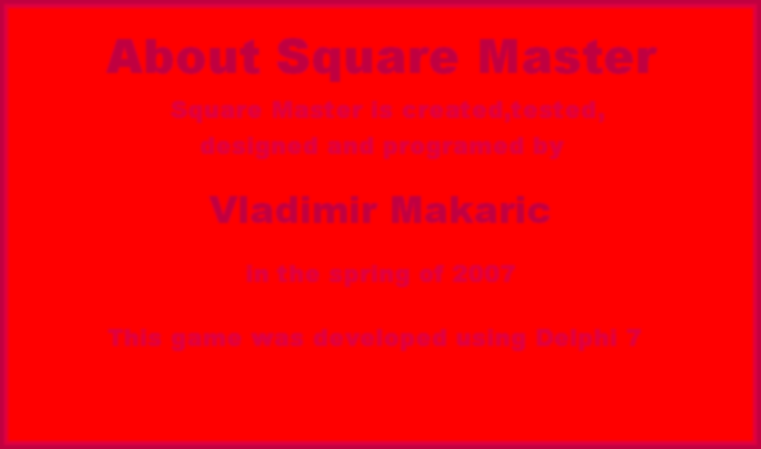 About Square Master
Square Master is created,tested,
designed and programed by
Vladimir Makaric
in the spring of 2007
This game was developed using Delphi 7